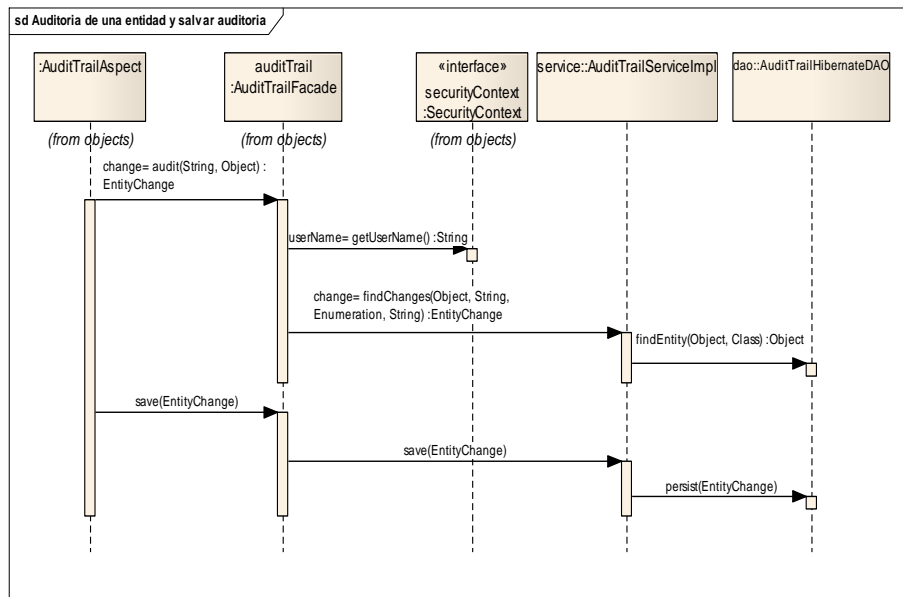 sd Auditoria de una entidad y salvar auditoria
:AuditTrailAspect
auditTrail
:AuditTrailFacade
«interface»
securityContext
:SecurityContext
service::AuditTrailServiceImpl
dao::AuditTrailHibernateDAO
(from objects)
(from objects)
(from objects)
change= audit(String, Object) :
EntityChange
userName= getUserName() :String
change= findChanges(Object, String,
Enumeration, String) :EntityChange
findEntity(Object, Class) :Object
save(EntityChange)
save(EntityChange)
persist(EntityChange)